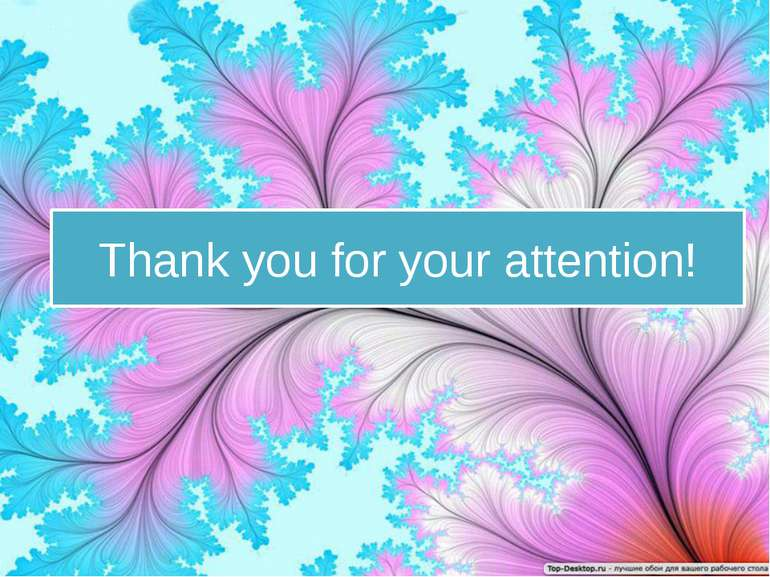 Thank you for your attention!
Top-Desktop.ru - лучшие обои для вашего рабочего стола